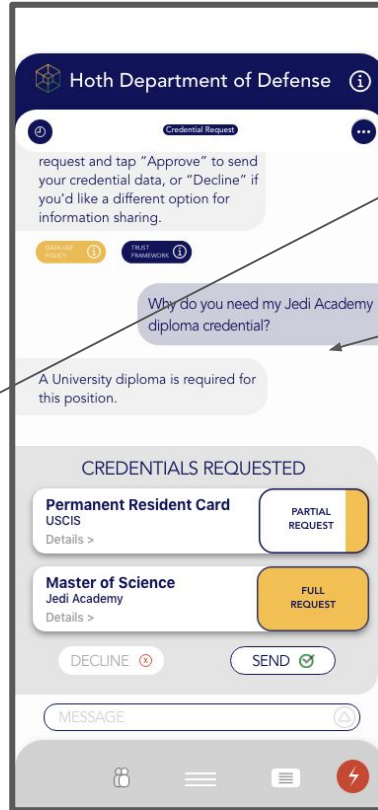 Hoth Department of Defense
Credential Request
request and tap “Approve” to send
your credential data, or “Decline” if
you’d like a different option for
information sharing.
DATA USE
POLICY
TRUST
FRAMEWORK
Why do you need my Jedi Academy
diploma credential?
A University diploma is required for
this position.
CREDENTIALS REQUESTED
Permanent Resident Card
USCIS
Details >
PARTIAL
REQUEST
Master of Science
Jedi Academy
Details >
FULL
REQUEST
DECLINE
SEND
MESSAGE